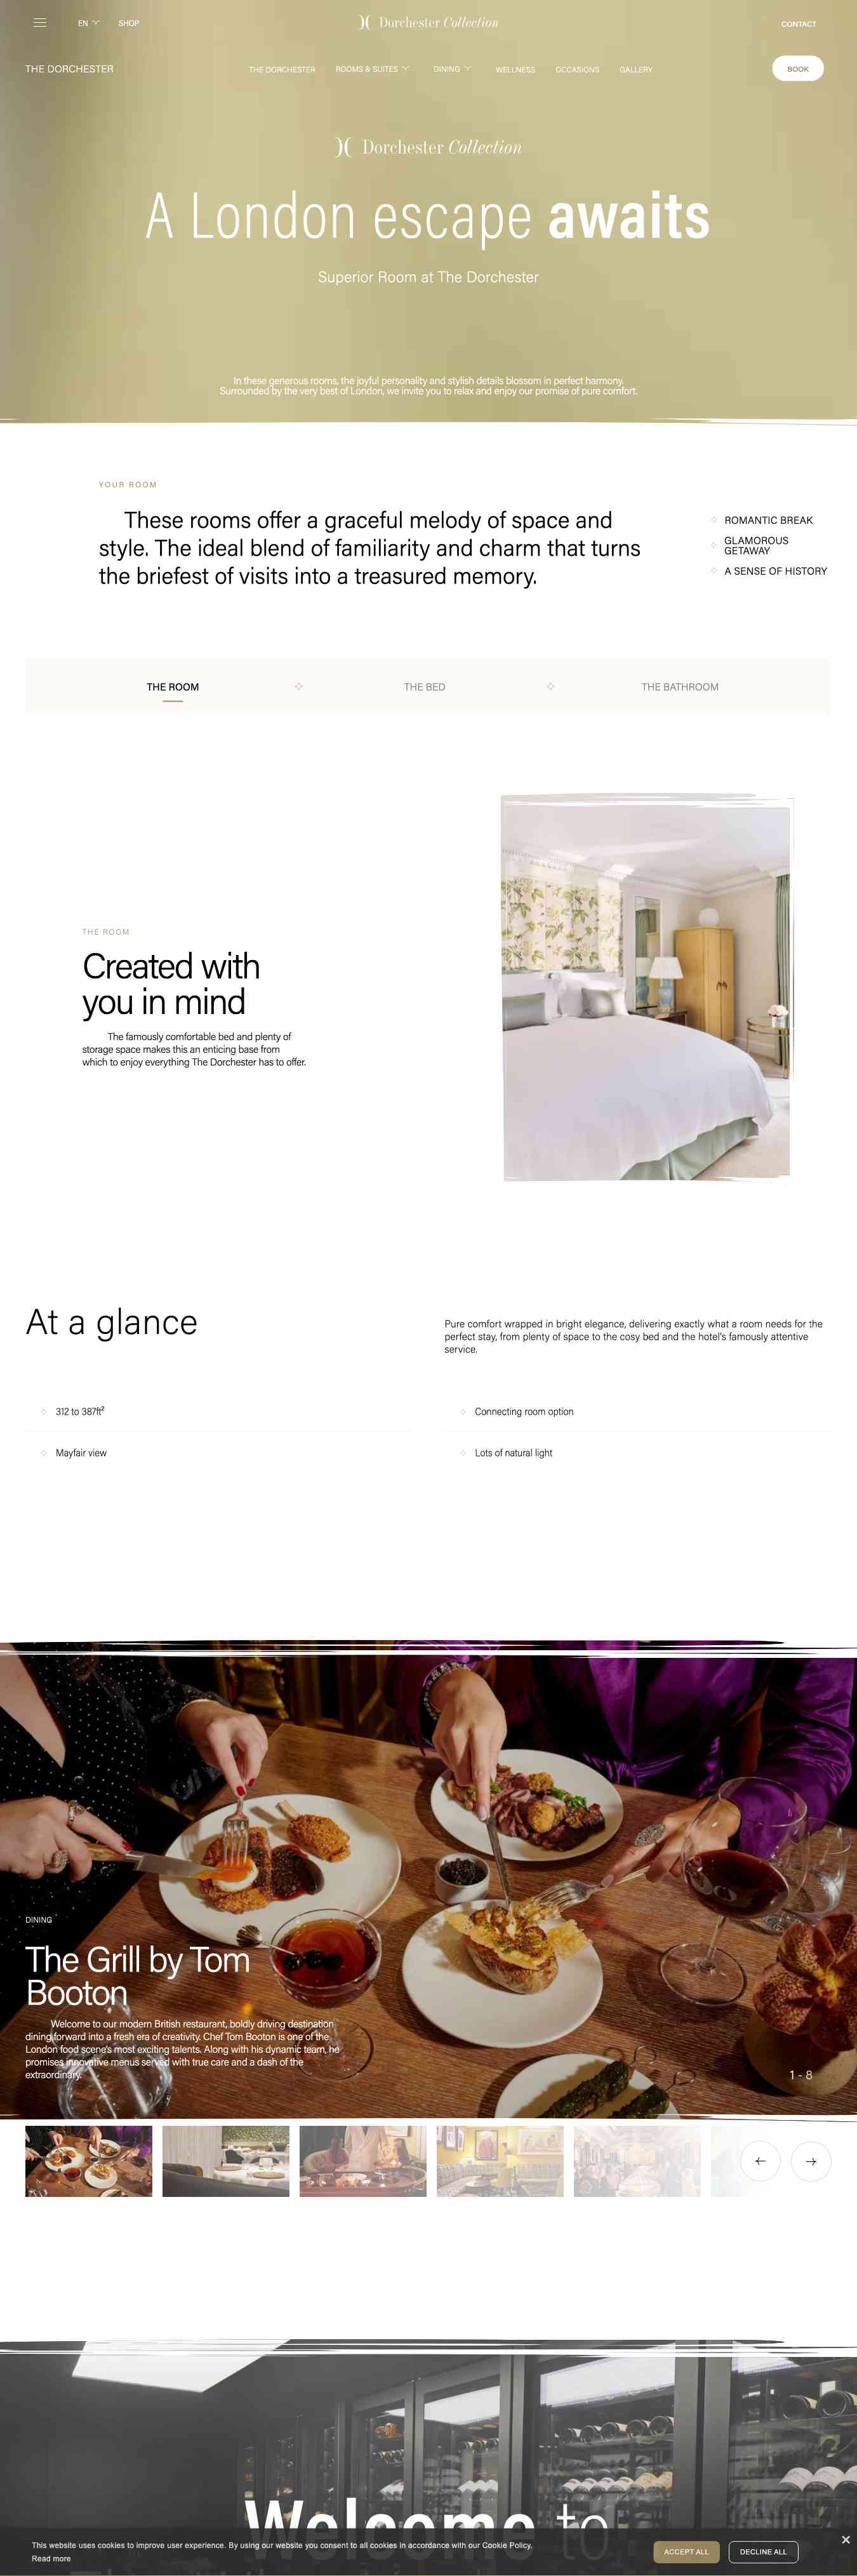 EN
SHOP
Dorchester Collection
CONTACT
THE DORCHESTER
THE DORCHESTER
ROOMS & SUITES
DINING
WELLNESS
OCCASIONS
GALLERY
BOOK
Dorchester Collection
A London escape awaits
Superior Room at The Dorchester
In these generous rooms, the joyful personality and stylish details blossom in perfect harmony.
Surrounded by the very best of London, we invite you to relax and enjoy our promise of pure comfort.
YOUR ROOM
These rooms offer a graceful melody of space and
style. The ideal blend of familiarity and charm that turns
the briefest of visits into a treasured memory.
ROMANTIC BREAK
GLAMOROUS
GETAWAY
A SENSE OF HISTORY
THE ROOM
THE BED
THE BATHROOM
THE ROOM
Created with
you in mind
The famously comfortable bed and plenty of
storage space makes this an enticing base from
which to enjoy everything The Dorchester has to offer.
At a glance
Pure comfort wrapped in bright elegance, delivering exactly what a room needs for the
perfect stay, from plenty of space to the cosy bed and the hotel's famously attentive
service.
312 to 387ft²
Connecting room option
Mayfair view
Lots of natural light
DINING
The Grill by Tom
Booton
Welcome to our modern British restaurant, boldly driving destination
dining forward into a fresh era of creativity. Chef Tom Booton is one of the
London food scene's most exciting talents. Along with his dynamic team, he
promises innovative menus served with true care and a dash of the
extraordinary.
1 - 8
Welcome to
This website uses cookies to improve user experience. By using our website you consent to all cookies in accordance with our Cookie Policy.
Read more
ACCEPT ALL
DECLINE ALL